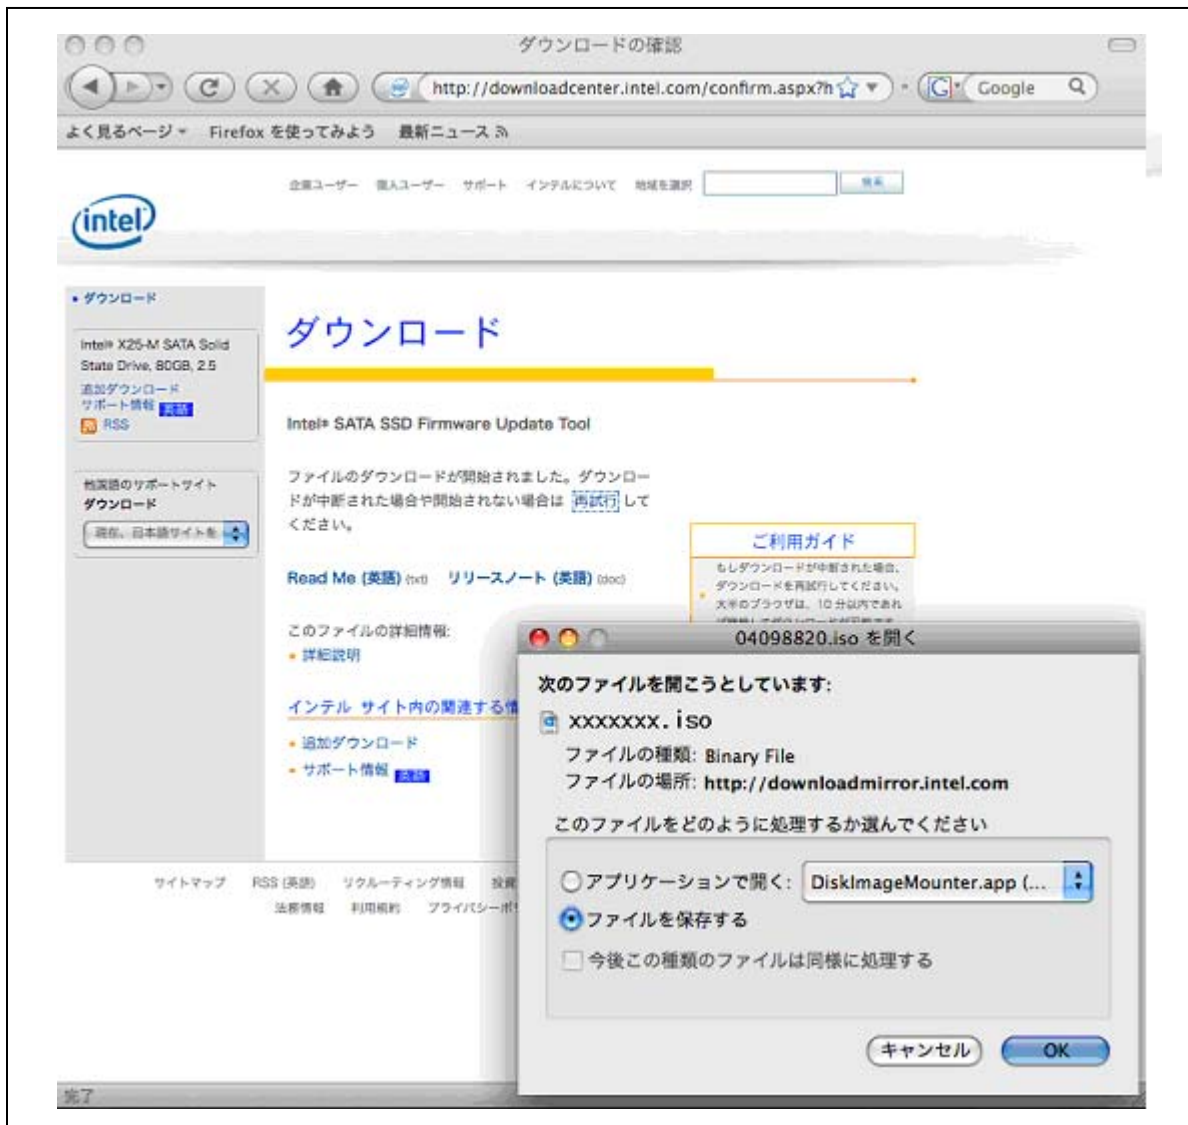 ダウンロードの確認
http://downloadcenter.intel.com/confirm.aspx?h
Google
よく見るページ Firefox を使ってみよう 最新ニュース
企業ユーザー 個人ユーザー サポート インテルについて 地域を選択 検索
intel
ダウンロード
Intel® X25-M SATA Solid
State Drive, 80GB, 2.5
追加ダウンロード
サポート情報 英語
RSS
他国語のサポートサイト
ダウンロード
現在、日本語サイトを
ダウンロード
Intel® SATA SSD Firmware Update Tool
ファイルのダウンロードが開始されました。ダウンロー
ドが中断された場合や開始されない場合は 再試行 して
ください。
Read Me (英語) (txt) リリースノート (英語) (doc)
このファイルの詳細情報:
• 詳細説明
インテル サイト内の関連する情
• 追加ダウンロード
• サポート情報 英語
ご利用ガイド
もしダウンロードが中断された場合、
ダウンロードを再試行してください。
大半のブラウザは、10 分以内であれ
サイトマップ RSS (英語) リクルーティング情報 投資
法務情報 利用規約 プライバシーポリ
完了
04098820.iso を開く
次のファイルを開こうとしています:
xxxxxxx.iso
ファイルの種類: Binary File
ファイルの場所: http://downloadmirror.intel.com
このファイルをどのように処理するか選んでください
アプリケーションで開く: DiskImageMounter.app (...
ファイルを保存する
今後この種類のファイルは同様に処理する
キャンセル OK